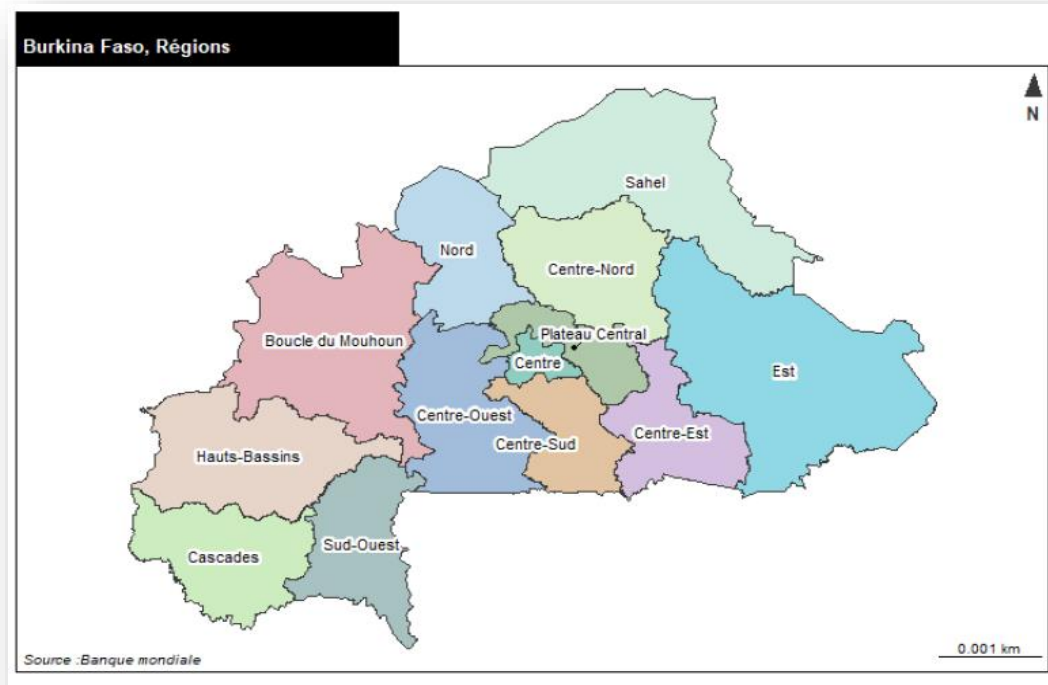 Burkina Faso, Régions
N
Sahel
Nord
Centre-Nord
Boucle du Mouhoun
Plateau Central
Centre
Est
Centre-Ouest
Centre-Est
Centre-Sud
Hauts-Bassins
Sud-Ouest
Cascades
Source :Banque mondiale
0.001 km